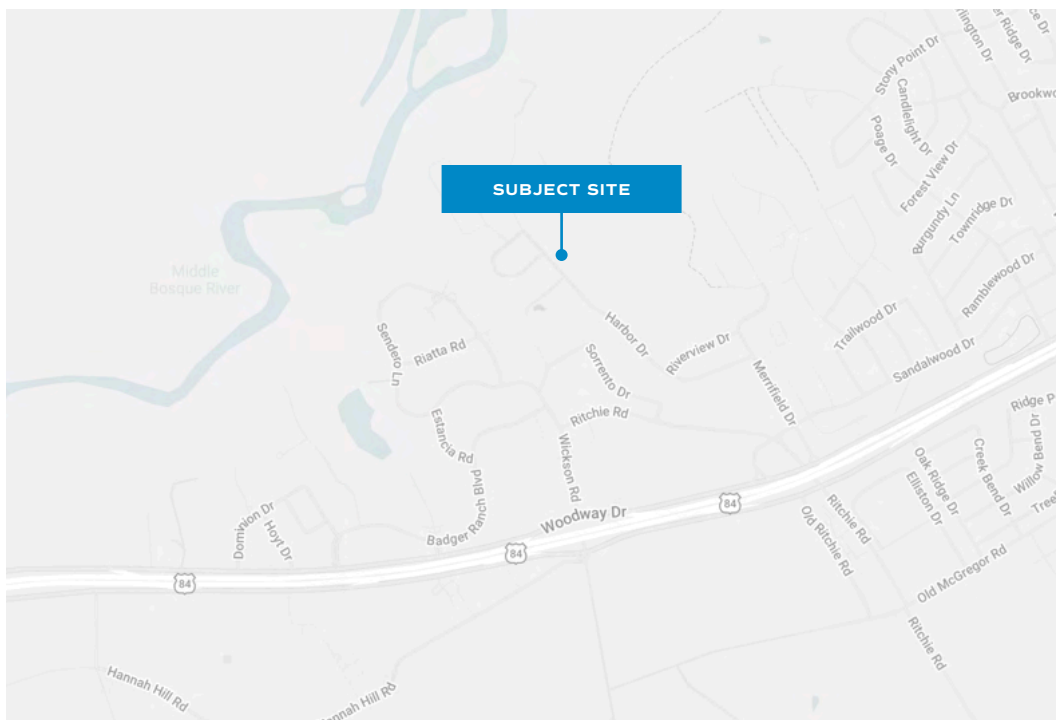 Stony Point Dr
Candlelight Dr
Brookwo
Poage Dr
Forest View Dr
SUBJECT SITE
Burgundy Ln
Townridge Dr
Middle
Bosque River
Ramblewood Dr
Harbor Dr
Trailwood Dr
Sendero Ln
Riatta Rd
Riverview Dr
Sorrento Dr
Merrifield Dr
Sandalwood Dr
Ritchie Rd
Estancia Rd
Wickson Rd
Ridge P
Willow Bend Dr
Creek Bend Dr
Oak Ridge Dr
Elliston Dr
Tree
Badger Ranch Blvd
Woodway Dr
84
84
84
Dominion Dr
Hoyt Dr
Old Ritchie Rd
Ritchie Rd
Old McGregor Rd
Ritchie Rd
Hannah Hill Rd
annah Hill Rd